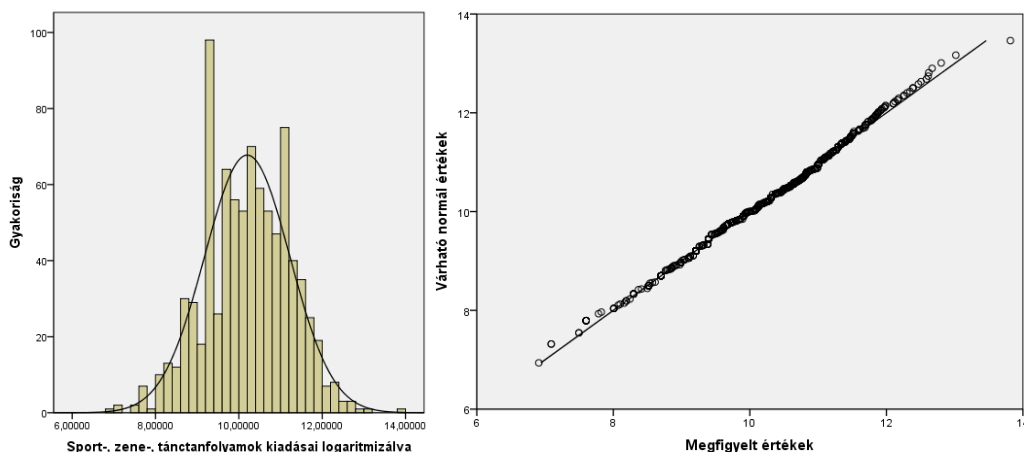 Gyakoriság
100
80
60
40
20
0
6,00000 8,00000 10,00000 12,00000 14,00000
Sport-, zene-, tánctanfolyamok kiadásai logaritmizálva
Várható normál értékek
14
12
10
8
6
6 8 10 12 14
Megfigyelt értékek